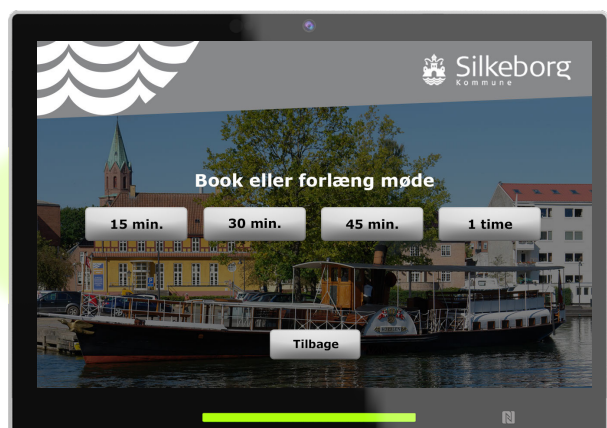 Silkeborg
Kommune
Book eller forlæng møde
15 min.
30 min.
45 min.
1 time
Tilbage